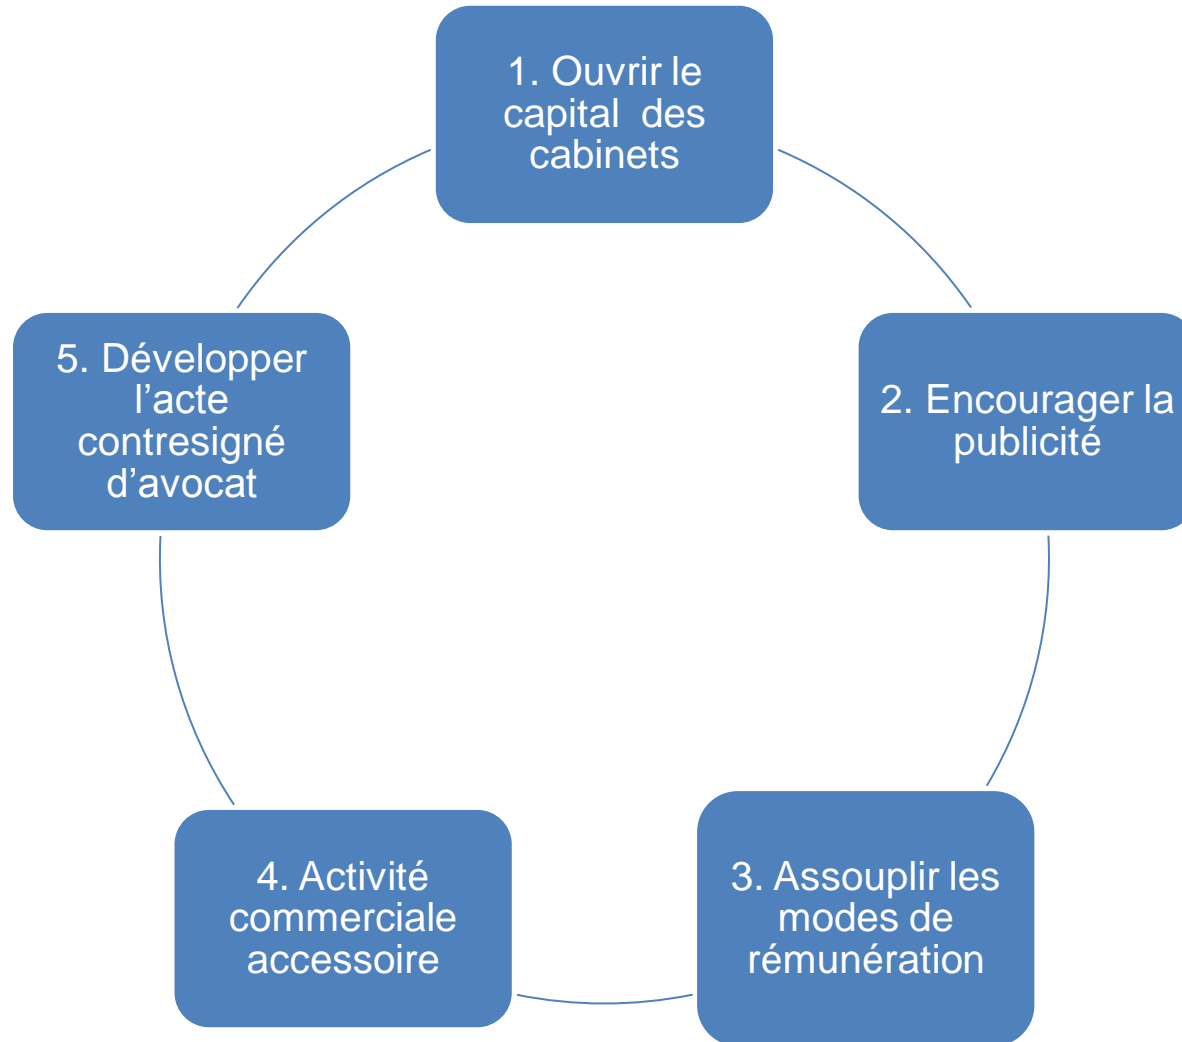 1. Ouvrir le
capital  des
cabinets
2. Encourager la
publicité
3. Assouplir les
modes de
rémunération
4. Activité
commerciale
accessoire
5. Développer
l’acte
contresigné
d’avocat